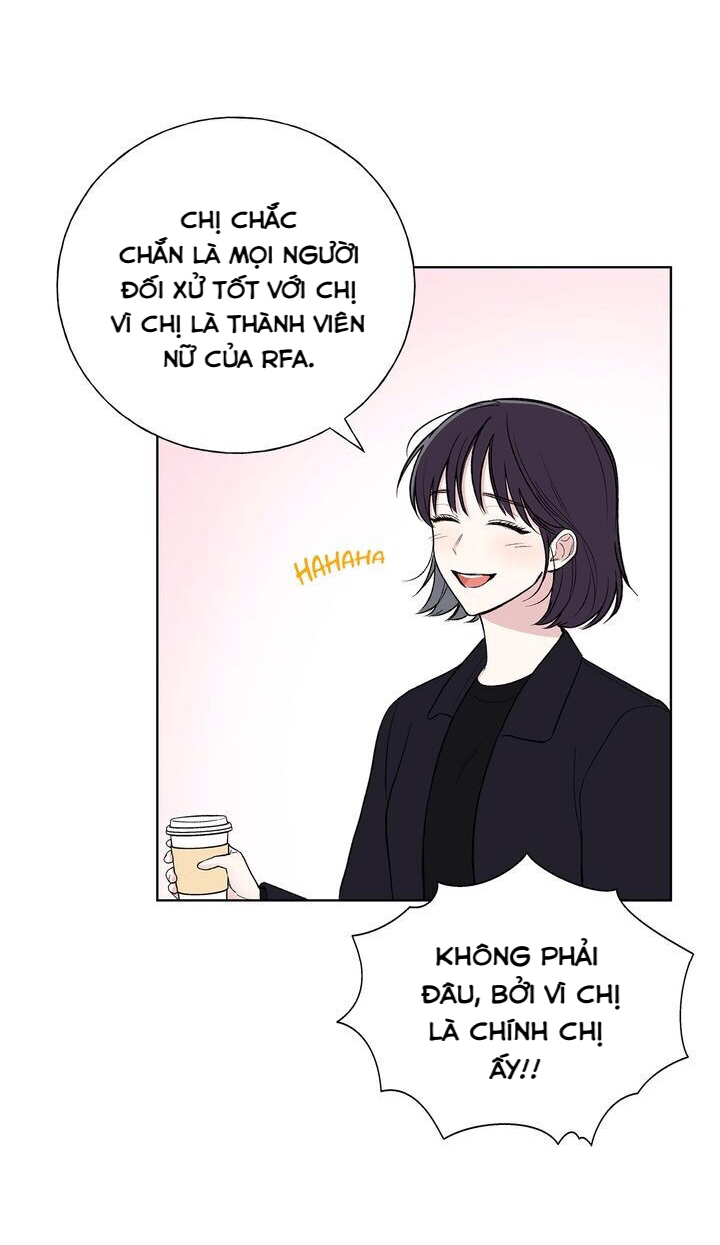 CHỊ CHẮC
CHẮN LÀ MỌI NGƯỜI
ĐỐI XỬ TỐT VỚI CHỊ
VÌ CHỊ LÀ THÀNH VIÊN
NỮ CỦA RFA.
HAHAHA
KHÔNG PHẢI
ĐÂU, BỞI VÌ CHỊ
LÀ CHÍNH CHỊ
ẤY!!